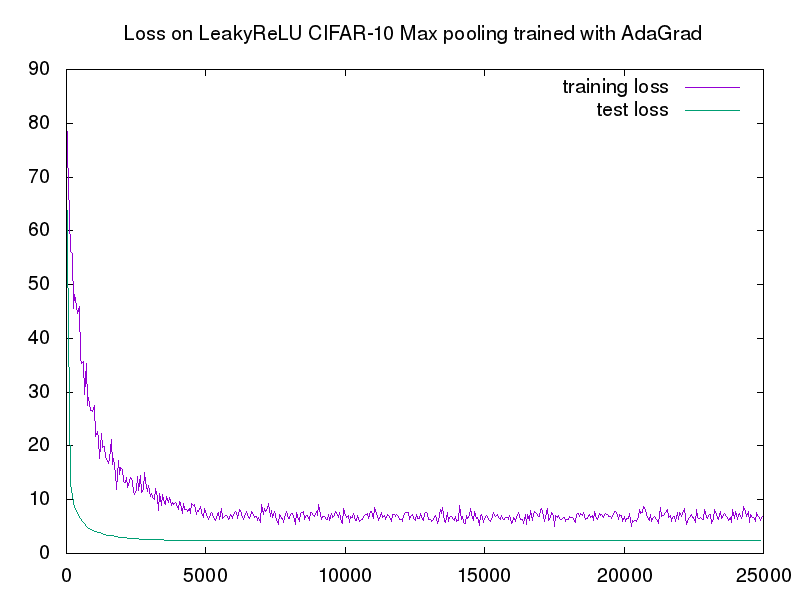 Loss on LeakyReLU CIFAR-10 Max pooling trained with AdaGrad
90
80
70
60
50
40
30
20
10
0
training loss
test loss
0 5000 10000 15000 20000 25000